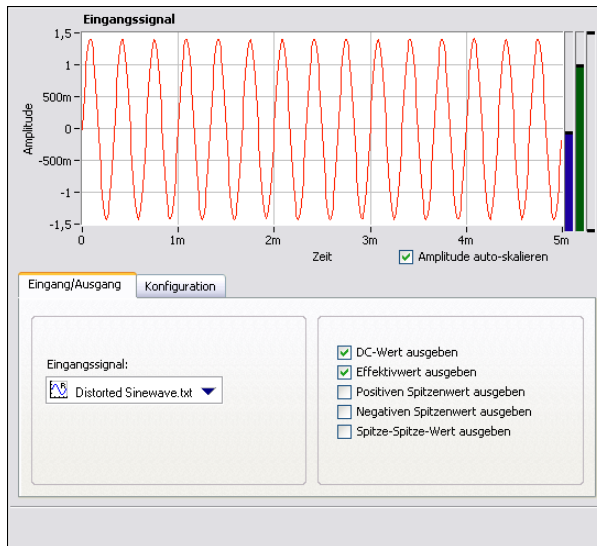 Eingangssignal
1,5
1
500m
0
-500m
-1
-1,5
Amplitude
0
1m
2m
3m
4m
5m
Zeit
Amplitude auto-skalieren
Eingang/Ausgang
Konfiguration
Eingangssignal:
Distorted Sinewave.txt
DC-Wert ausgeben
Effektivwert ausgeben
Positiven Spitzenwert ausgeben
Negativen Spitzenwert ausgeben
Spitze-Spitze-Wert ausgeben